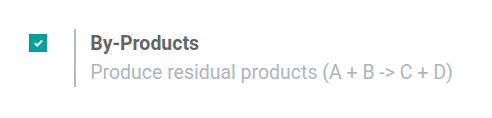 By-Products
Produce residual products (A + B -> C + D)